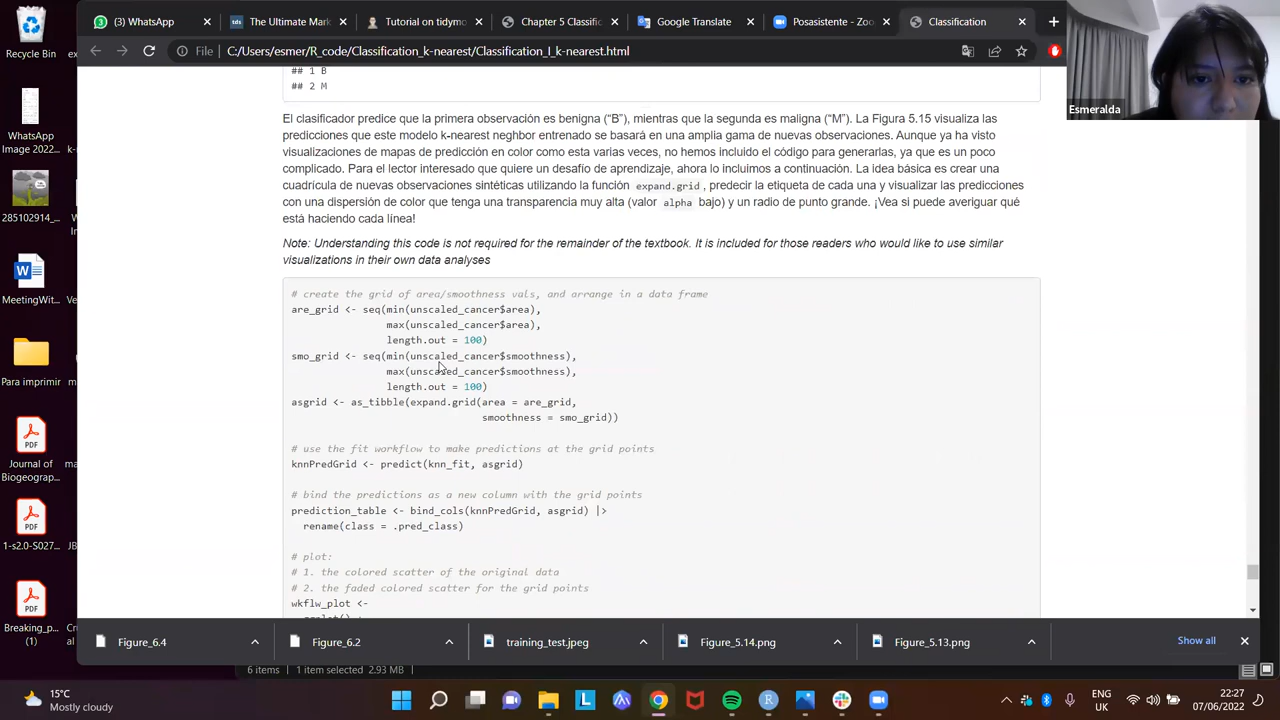 (3) WhatsApp
The Ultimate Mark
Tutorial on tidymo
Chapter 5 Classific
Google Translate
Posasistente - Zoo
Classification
File C:/Users/esmer/R_code/Classification_k-nearest/Classification_I_k-nearest.html
Esmeralda
Recycle Bin
WhatsApp
Image 2022...
285102914_...
MeetingWit...
Para imprimir
Journal of
Biogeograp...
1-s2.0-S027...
Breaking_p...
(1)
## 1 B
## 2 M
El clasificador predice que la primera observación es benigna (“B”), mientras que la segunda es maligna (“M”). La Figura 5.15 visualiza las
predicciones que este modelo k-nearest neghbor entrenado se basará en una amplia gama de nuevas observaciones. Aunque ya ha visto
visualizaciones de mapas de predicción en color como esta varias veces, no hemos incluido el código para generarlas, ya que es un poco
complicado. Para el lector interesado que quiere un desafío de aprendizaje, ahora lo incluimos a continuación. La idea básica es crear una
cuadrícula de nuevas observaciones sintéticas utilizando la función expand.grid, predecir la etiqueta de cada una y visualizar las predicciones
con una dispersión de color que tenga una transparencia muy alta (valor alpha bajo) y un radio de punto grande. ¡Vea si puede averiguar qué
está haciendo cada línea!
Note: Understanding this code is not required for the remainder of the textbook. It is included for those readers who would like to use similar
visualizations in their own data analyses
# create the grid of area/smoothness vals, and arrange in a data frame
are_grid <- seq(min(unscaled_cancer$area),
max(unscaled_cancer$area),
length.out = 100)
smo_grid <- seq(min(unscaled_cancer$smoothness),
max(unscaled_cancer$smoothness),
length.out = 100)
asgrid <- as_tibble(expand.grid(area = are_grid,
smoothness = smo_grid))
# use the fit workflow to make predictions at the grid points
knnPredGrid <- predict(knn_fit, asgrid)
# bind the predictions as a new column with the grid points
prediction_table <- bind_cols(knnPredGrid, asgrid) |>
rename(class = .pred_class)
# plot:
# 1. the colored scatter of the original data
# 2. the faded colored scatter for the grid points
wkflw_plot <-
Figure_6.4
Figure_6.2
training_test.jpeg
Figure_5.14.png
Figure_5.13.png
Show all
6 items 1 item selected 2.93 MB
15°C
Mostly cloudy
ENG
UK
22:27
07/06/2022